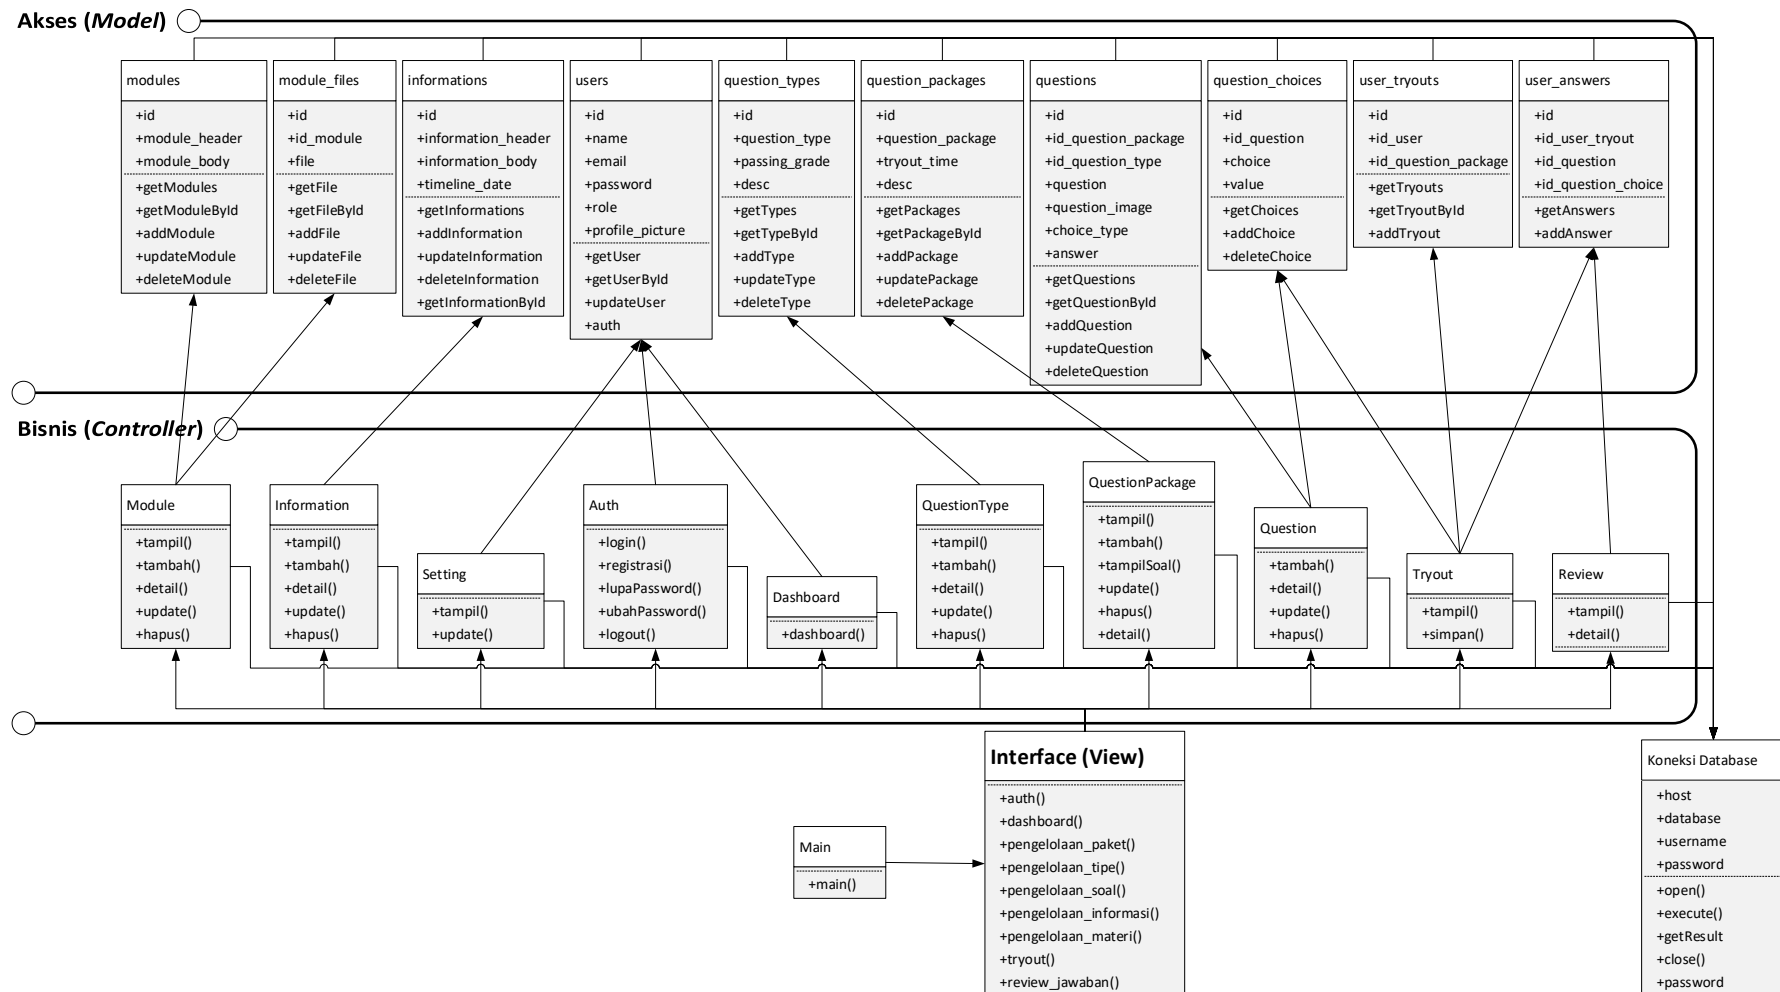 Akses (Model)
modules
+id
+module_header
+module_body
+getModules
+getModuleById
+addModule
+updateModule
+deleteModule
module_files
+id
+id_module
+file
+getFile
+getFileById
+addFile
+updateFile
+deleteFile
informations
+id
+information_header
+information_body
+timeline_date
+getInformations
+addInformation
+updateInformation
+deleteInformation
+getInformationById
users
+id
+name
+email
+password
+role
+profile_picture
+getUser
+getUserById
+updateUser
+auth
question_types
+id
+question_type
+passing_grade
+desc
+getTypes
+getTypeById
+addType
+updateType
+deleteType
question_packages
+id
+question_package
+tryout_time
+desc
+getPackages
+getPackageById
+addPackage
+updatePackage
+deletePackage
questions
+id
+id_question_package
+id_question_type
+question
+question_image
+choice_type
+answer
+getQuestions
+getQuestionById
+addQuestion
+updateQuestion
+deleteQuestion
question_choices
+id
+id_question
+choice
+value
+getChoices
+addChoice
+deleteChoice
user_tryouts
+id
+id_user
+id_question_package
+getTryouts
+getTryoutById
+addTryout
user_answers
+id
+id_user_tryout
+id_question
+id_question_choice
+getAnswers
+addAnswer
Bisnis (Controller)
Module
+tampil()
+tambah()
+detail()
+update()
+hapus()
Information
+tampil()
+tambah()
+detail()
+update()
+hapus()
Setting
+tampil()
+update()
Auth
+login()
+registrasi()
+lupaPassword()
+ubahPassword()
+logout()
Dashboard
+dashboard()
QuestionType
+tampil()
+tambah()
+detail()
+update()
+hapus()
QuestionPackage
+tampil()
+tambah()
+tampilSoal()
+update()
+hapus()
+detail()
Question
+tambah()
+detail()
+update()
+hapus()
Tryout
+tampil()
+simpan()
Review
+tampil()
+detail()
Main
+main()
Interface (View)
+auth()
+dashboard()
+pengelolaan_paket()
+pengelolaan_tipe()
+pengelolaan_soal()
+pengelolaan_informasi()
+pengelolaan_materi()
+tryout()
+review_jawaban()
Koneksi Database
+host
+database
+username
+password
+open()
+execute()
+getResult
+close()
+password